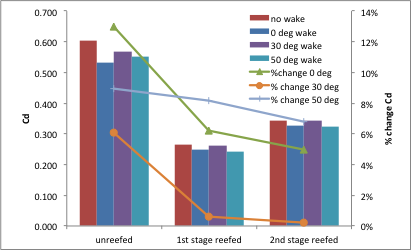 0.700
0.600
0.500
0.400
0.300
0.200
0.100
0.000
Cd
no wake
0 deg wake
30 deg wake
50 deg wake
%change 0 deg
% change 30 deg
% change 50 deg
14%
12%
10%
8%
6%
4%
2%
0%
% change Cd
unreefed
1st stage reefed
2nd stage reefed